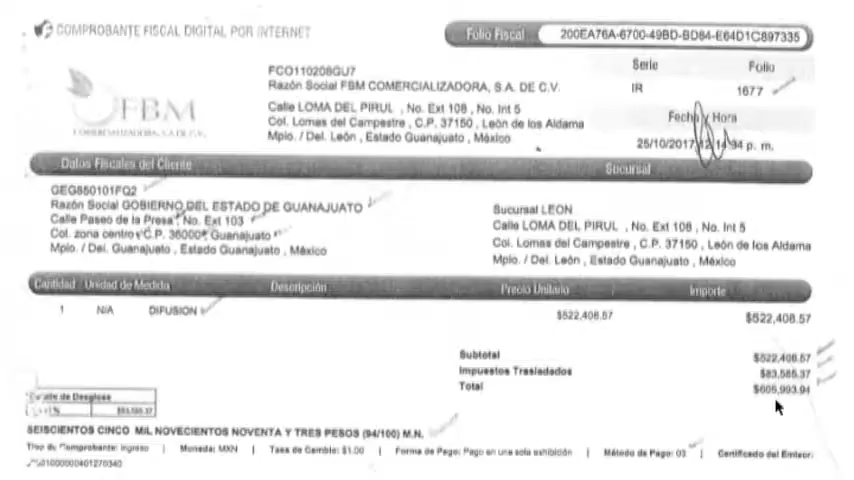 COMPROBANTE FISCAL DIGITAL POR INTERNET
Folio Fiscal 200EA76A-6700-49BD-BD84-E64D1C897335
Serie Folio
IR 1677
Fecha y Hora
25/10/2017 p. m.
FBM
COMERCIALIZADORA, S.A. DE C.V.
FCO110208GU7
Razón Social FBM COMERCIALIZADORA, S.A. DE C.V.
Calle LOMA DEL PIRUL , No. Ext 108 , No. Int 5
Col. Lomas del Campestre , C.P. 37150 , León de los Aldama
Mpio. / Del. León , Estado Guanajuato , México
Datos Fiscales del Cliente Sucursal
GEG850101FQ2
Razón Social GOBIERNO DEL ESTADO DE GUANAJUATO
Calle Paseo de la Presa , No. Ext 103
Col. zona centro , C.P. 36000 , Guanajuato
Mpio. / Del. Guanajuato , Estado Guanajuato , México
Sucursal LEON
Calle LOMA DEL PIRUL , No. Ext 108 , No. Int 5
Col. Lomas del Campestre , C.P. 37150 , León de los Aldama
Mpio. / Del. León , Estado Guanajuato , México
Cantidad Unidad de Medida Descripción Precio Unitario Importe
1 N/A DIFUSION $522,408.57 $522,408.57
Subtotal $522,408.57
Impuestos Trasladados $83,585.37
Total $605,993.94
de Desglose
$83,585.37
SEISCIENTOS CINCO MIL NOVECIENTOS NOVENTA Y TRES PESOS (94/100) M.N.
Tipo de Comprobante: Ingreso | Moneda: MXN | Tasa de Cambio: $1.00 | Forma de Pago: Pago en una sola exhibición | Método de Pago: 03 | Certificado del Emisor: